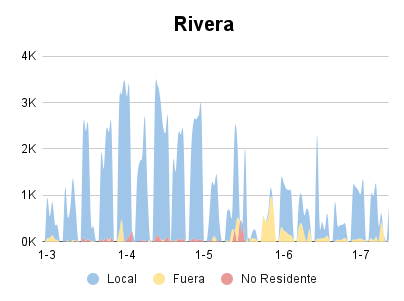 Rivera
4K
3K
2K
1K
0K
1-3 1-4 1-5 1-6 1-7
Local Fuera No Residente